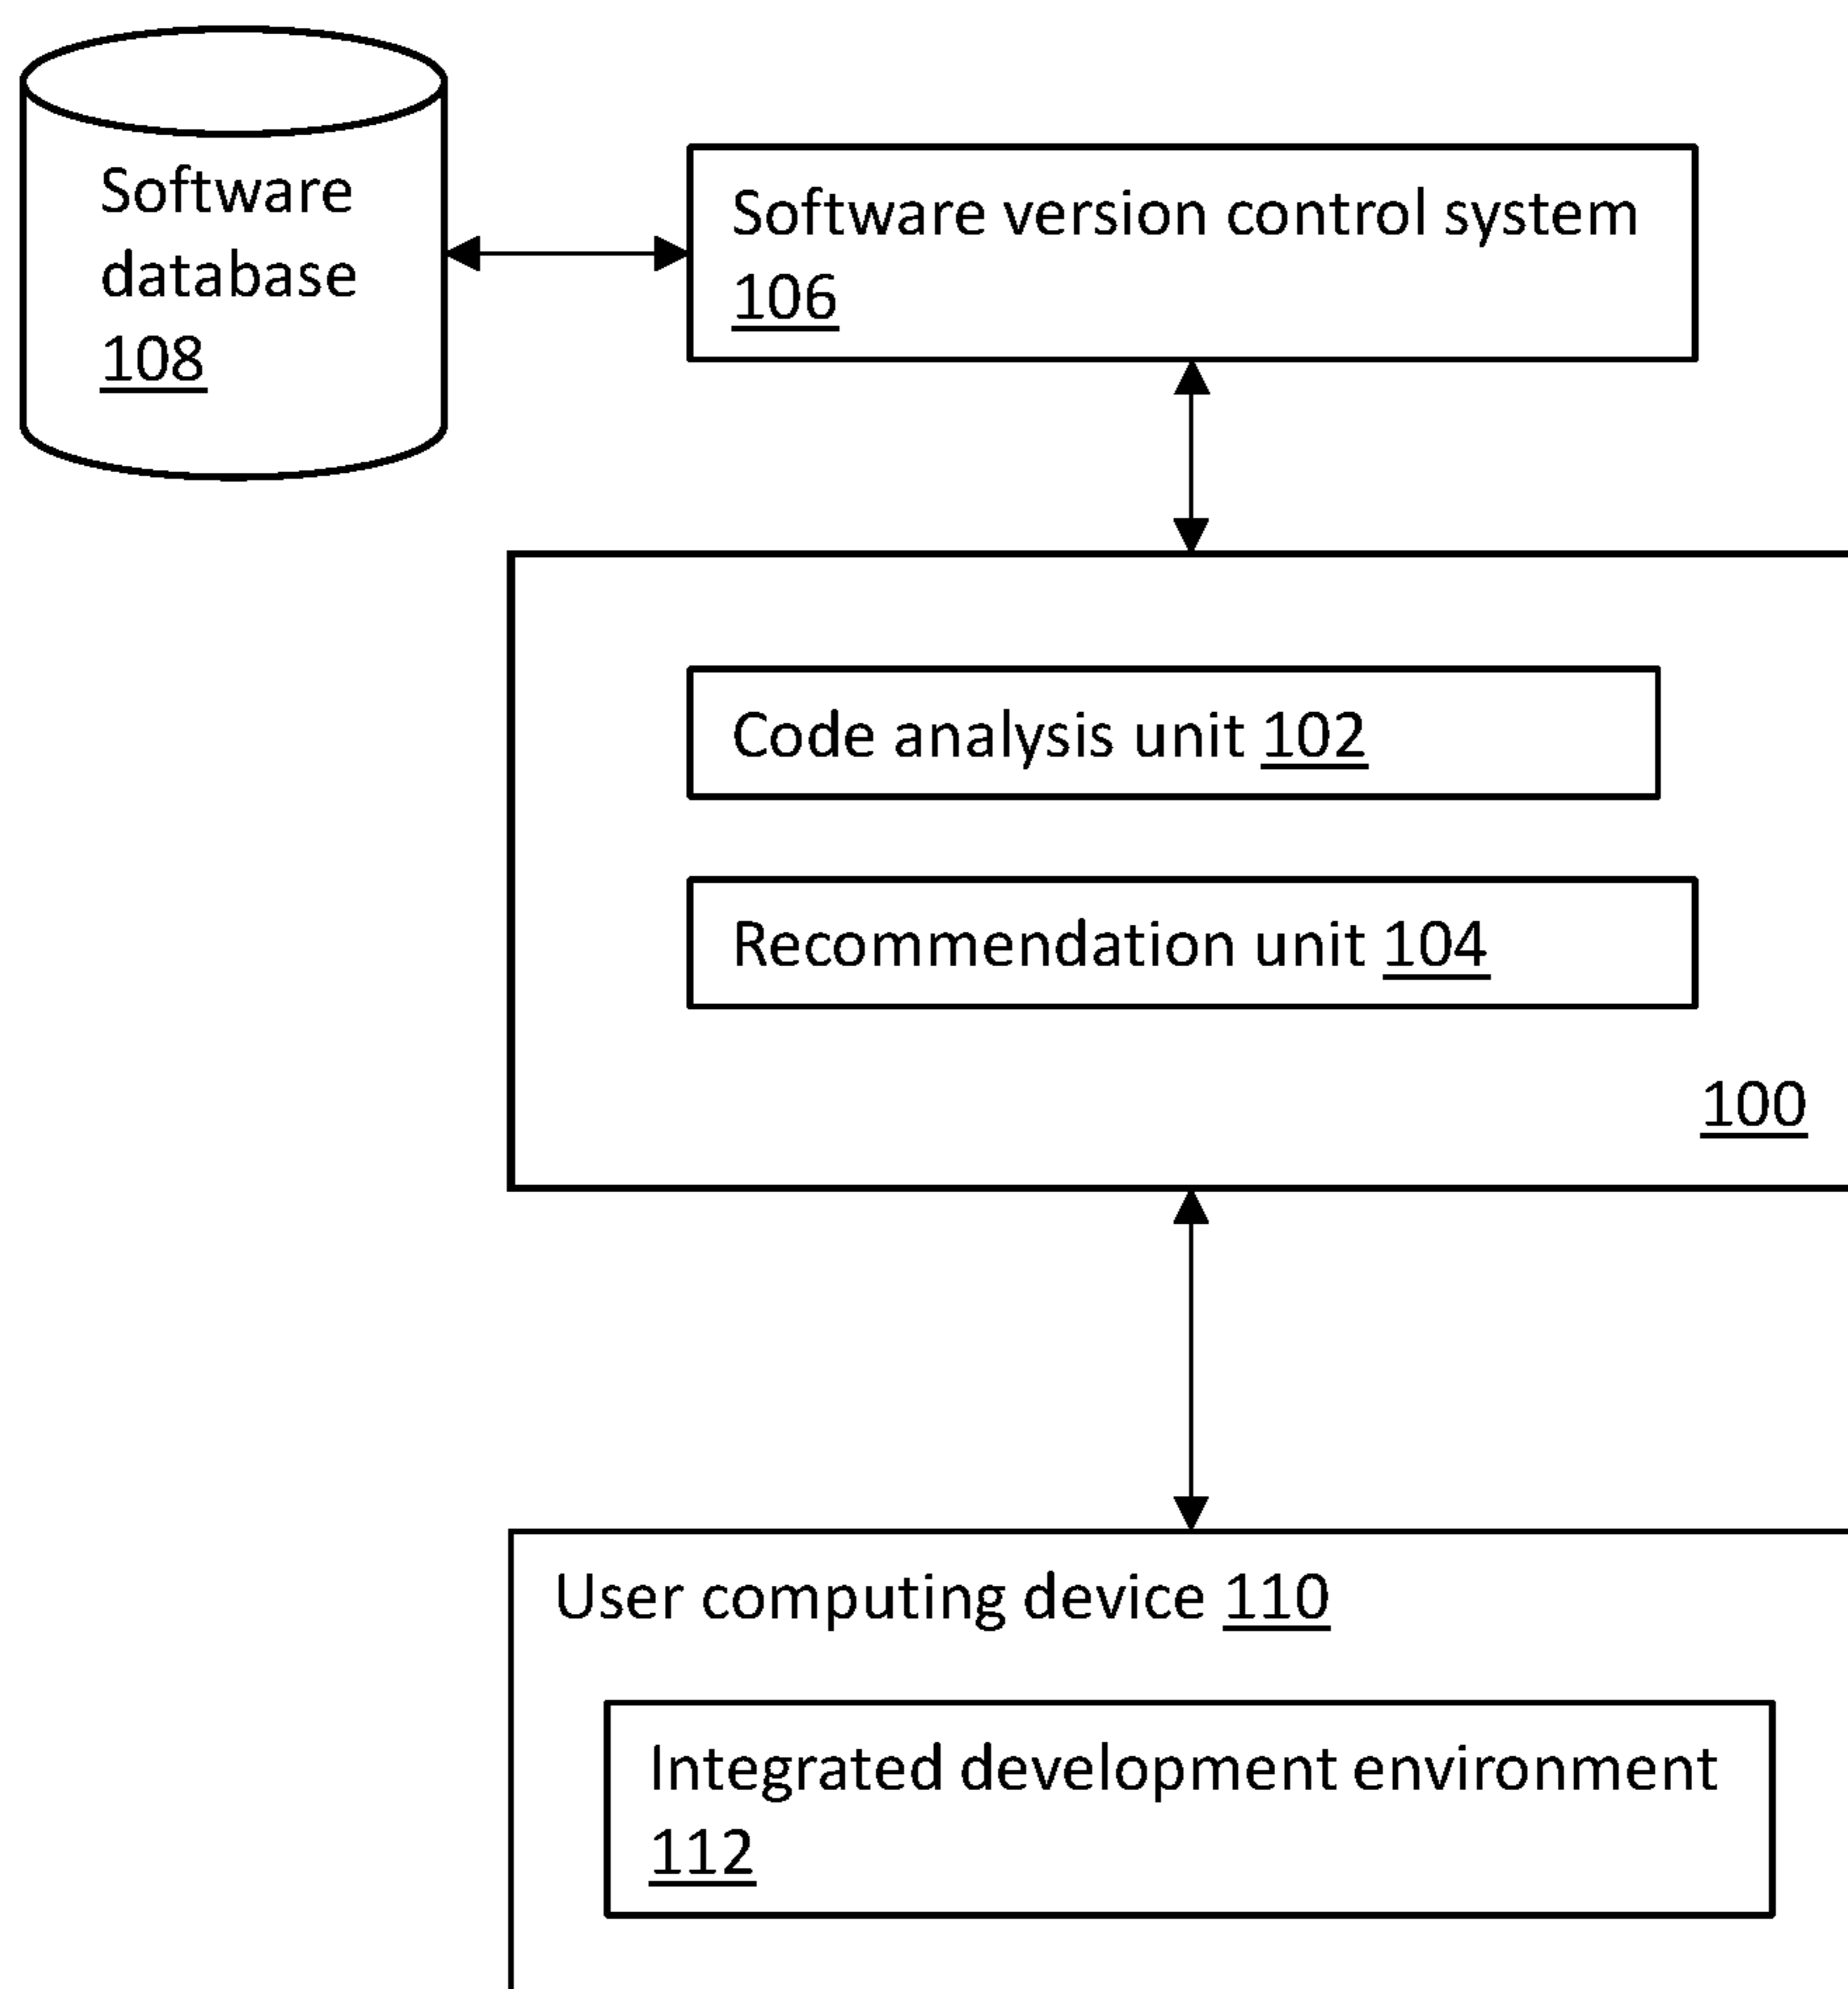 Software
database
108
Software version control system
106
Code analysis unit 102
Recommendation unit 104
100
User computing device 110
Integrated development environment
112